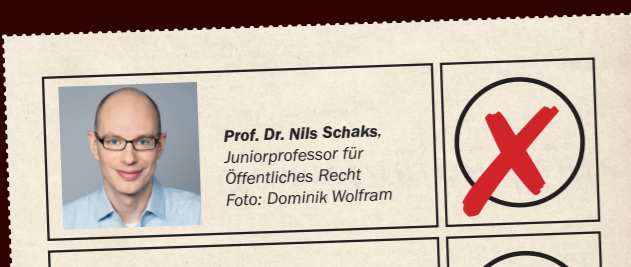 Prof. Dr. Nils Schaks,
Juniorprofessor für
Öffentliches Recht
Foto: Dominik Wolfram